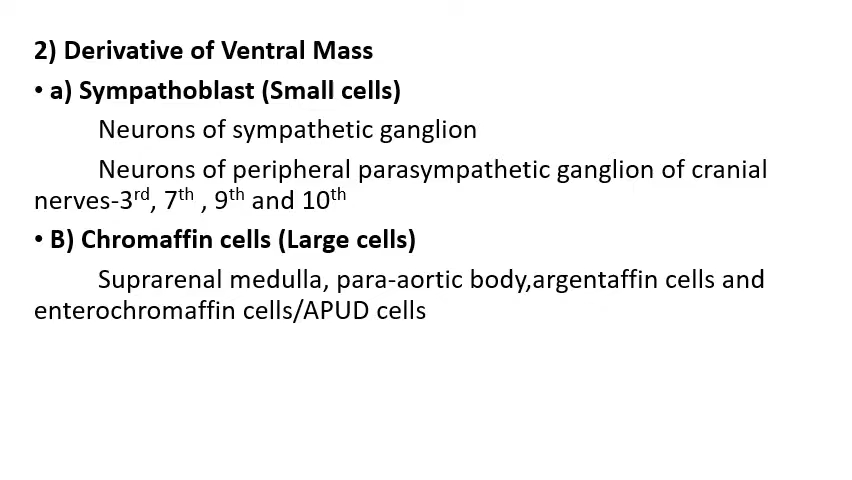 2) Derivative of Ventral Mass
• a) Sympathoblast (Small cells)
Neurons of sympathetic ganglion
Neurons of peripheral parasympathetic ganglion of cranial
nerves-3rd, 7th , 9th and 10th
• B) Chromaffin cells (Large cells)
Suprarenal medulla, para-aortic body,argentaffin cells and
enterochromaffin cells/APUD cells